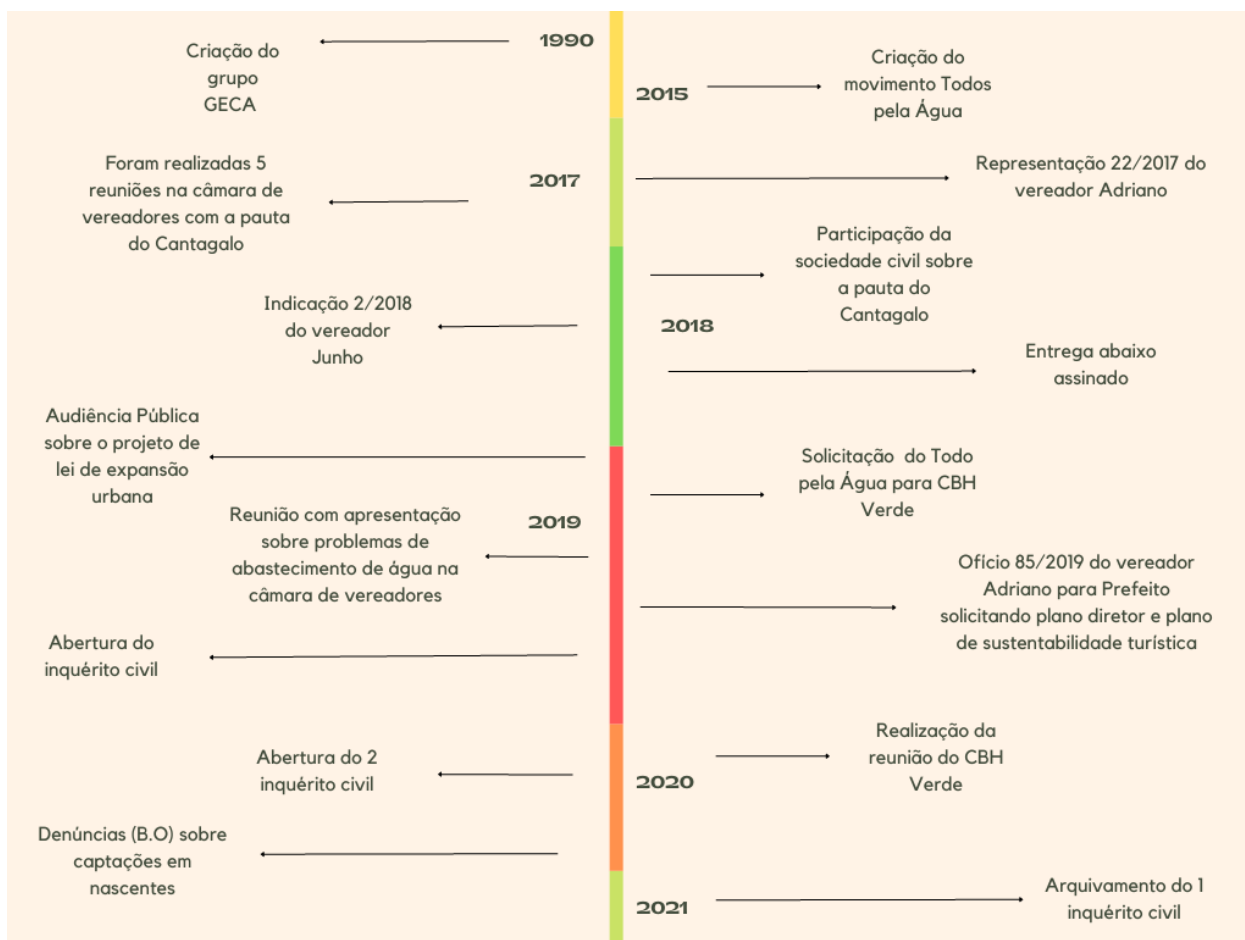 1990
Criação do
grupo
GECA
2015
Criação do
movimento Todos
pela Água
2017
Foram realizadas 5
reuniões na câmara de
vereadores com a pauta
do Cantagalo
Representação 22/2017 do
vereador Adriano
Participação da
sociedade civil sobre
a pauta do
Cantagalo
2018
Indicação 2/2018
do vereador
Junho
Entrega abaixo
assinado
Audiência Pública
sobre o projeto de
lei de expansão
urbana
Solicitação do Todo
pela Água para CBH
Verde
2019
Reunião com apresentação
sobre problemas de
abastecimento de água na
câmara de vereadores
Ofício 85/2019 do vereador
Adriano para Prefeito
solicitando plano diretor e plano
de sustentabilidade turística
Abertura do
inquérito civil
Realização da
reunião do CBH
Verde
2020
Abertura do 2
inquérito civil
Denúncias (B.O) sobre
captações em
nascentes
2021
Arquivamento do 1
inquérito civil